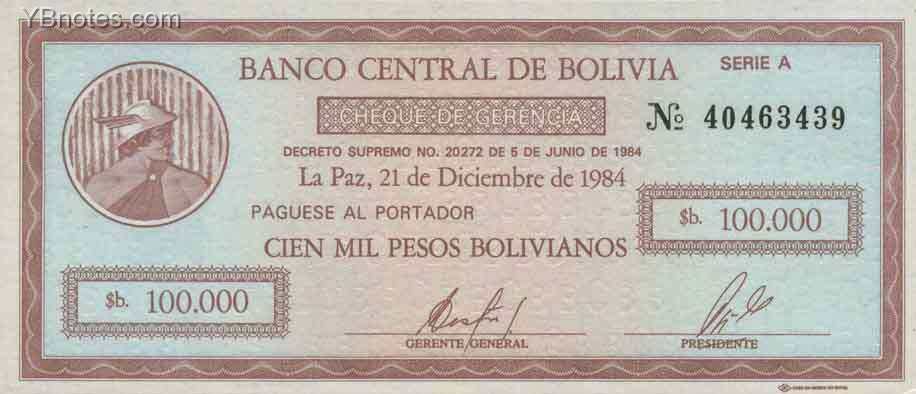 YBnotes.com
BANCO CENTRAL DE BOLIVIA
SERIE A
CHEQUE DE GERENCIA
Nº 40463439
DECRETO SUPREMO NO. 20272 DE 5 DE JUNIO DE 1984
La Paz, 21 de Diciembre de 1984
PAGUESE AL PORTADOR
$b. 100.000
CIEN MIL PESOS BOLIVIANOS
$b. 100.000
GERENTE GENERAL
PRESIDENTE